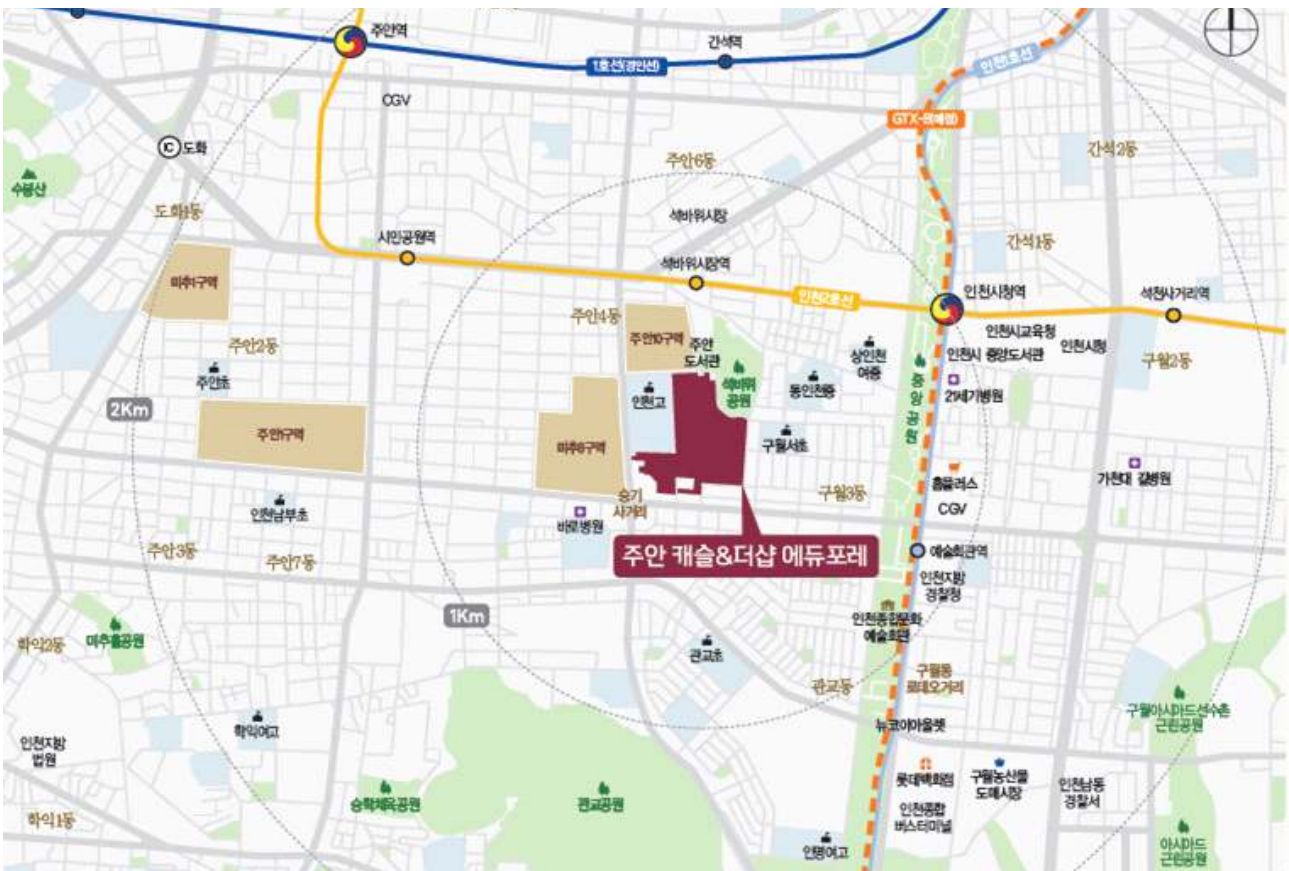 주안역
간석역
1호선(경인선)
인천1호선
CGV
GTX-B(예정)
IC 도화
간석2동
주안6동
수봉산
도화1동
석바위시장
시민공원역
간석1동
석바위시장역
미추1구역
인천2호선
인천시청역
석천사거리역
주안4동
인천시교육청
주안10구역
주안
도서관
상인천
여중
인천시 중앙도서관
인천시청
주안2동
구월2동
주안초
석바위
공원
동인천중
중앙공원
21세기병원
인천고
2Km
주안1구역
미추8구역
구월서초
가천대 길병원
홈플러스
구월3동
승기
사거리
CGV
인천남부초
바로병원
주안3동
주안7동
주안 캐슬&더샵 에듀포레
예술회관역
인천지방
경찰청
1Km
인천종합문화
예술회관
미추홀공원
학익2동
관교초
관교동
구월동
로데오거리
구월아시아드선수촌
근린공원
학익여고
뉴코아아울렛
인천지방
법원
롯데백화점
구월농산물
도매시장
인천남동
경찰서
승학체육공원
관교공원
인천종합
버스터미널
학익1동
인명여고
아시아드
근린공원